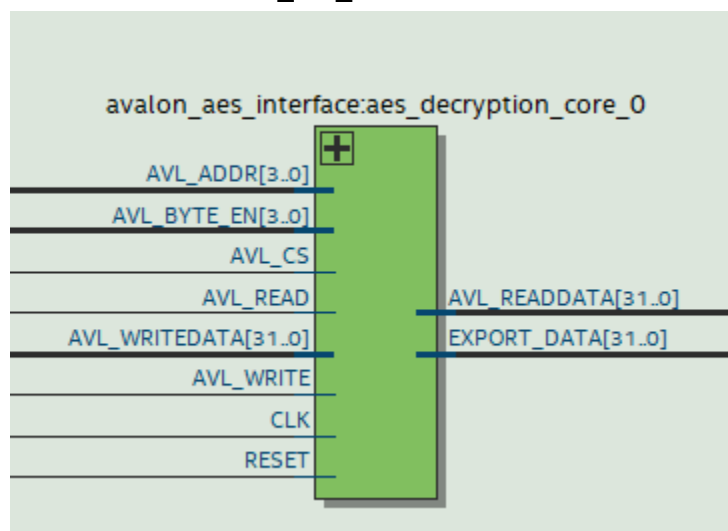 avalon_aes_interface:aes_decryption_core_0
AVL_ADDR[3..0]
AVL_BYTE_EN[3..0]
AVL_CS
AVL_READ
AVL_WRITEDATA[31..0]
AVL_WRITE
CLK
RESET
AVL_READDATA[31..0]
EXPORT_DATA[31..0]